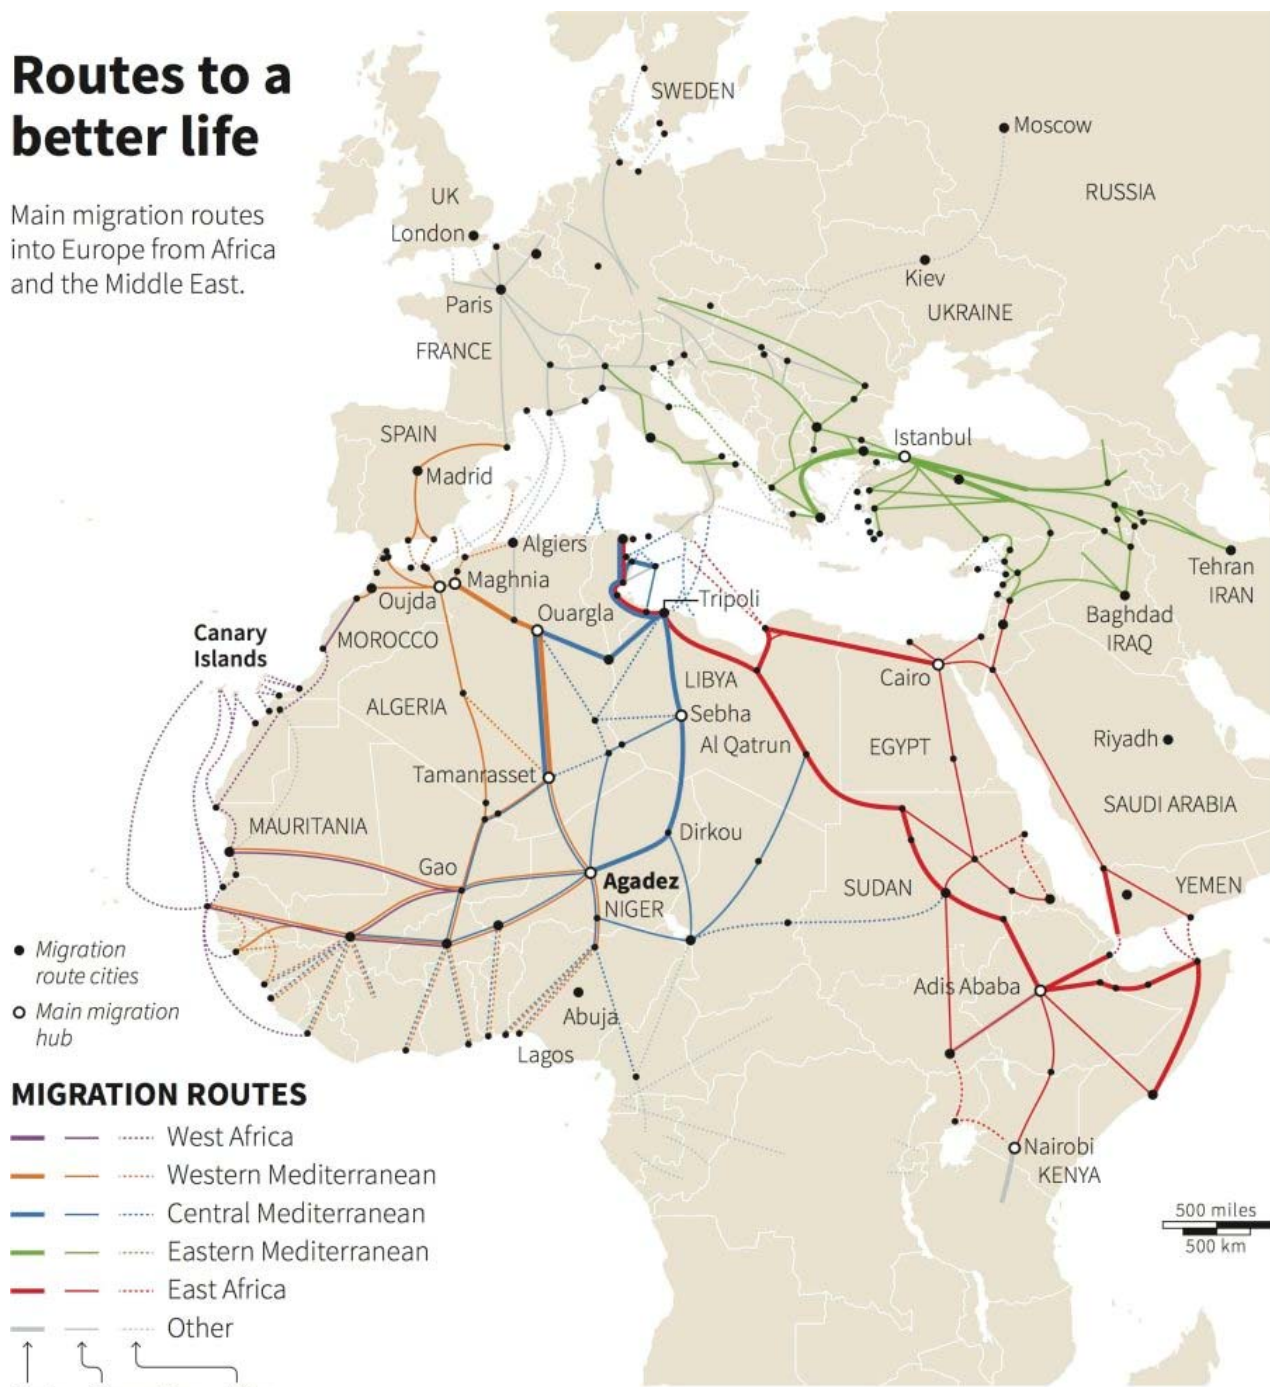 Routes to a
better life
Main migration routes
into Europe from Africa
and the Middle East.
SWEDEN
Moscow
RUSSIA
UK
London
Kiev
UKRAINE
Paris
FRANCE
SPAIN
Madrid
Istanbul
Algiers
Tehran
IRAN
Maghnia
Oujda
Ouargla
Tripoli
Baghdad
IRAQ
Canary
Islands
MOROCCO
Cairo
LIBYA
ALGERIA
Sebha
Al Qatrun
EGYPT
Riyadh
Tamanrasset
SAUDI ARABIA
MAURITANIA
Dirkou
Gao
Agadez
NIGER
SUDAN
YEMEN
Migration
route cities
Main migration
hub
Adis Ababa
Abuja
Lagos
Nairobi
KENYA
MIGRATION ROUTES
West Africa
Western Mediterranean
Central Mediterranean
Eastern Mediterranean
East Africa
Other
500 miles
500 km